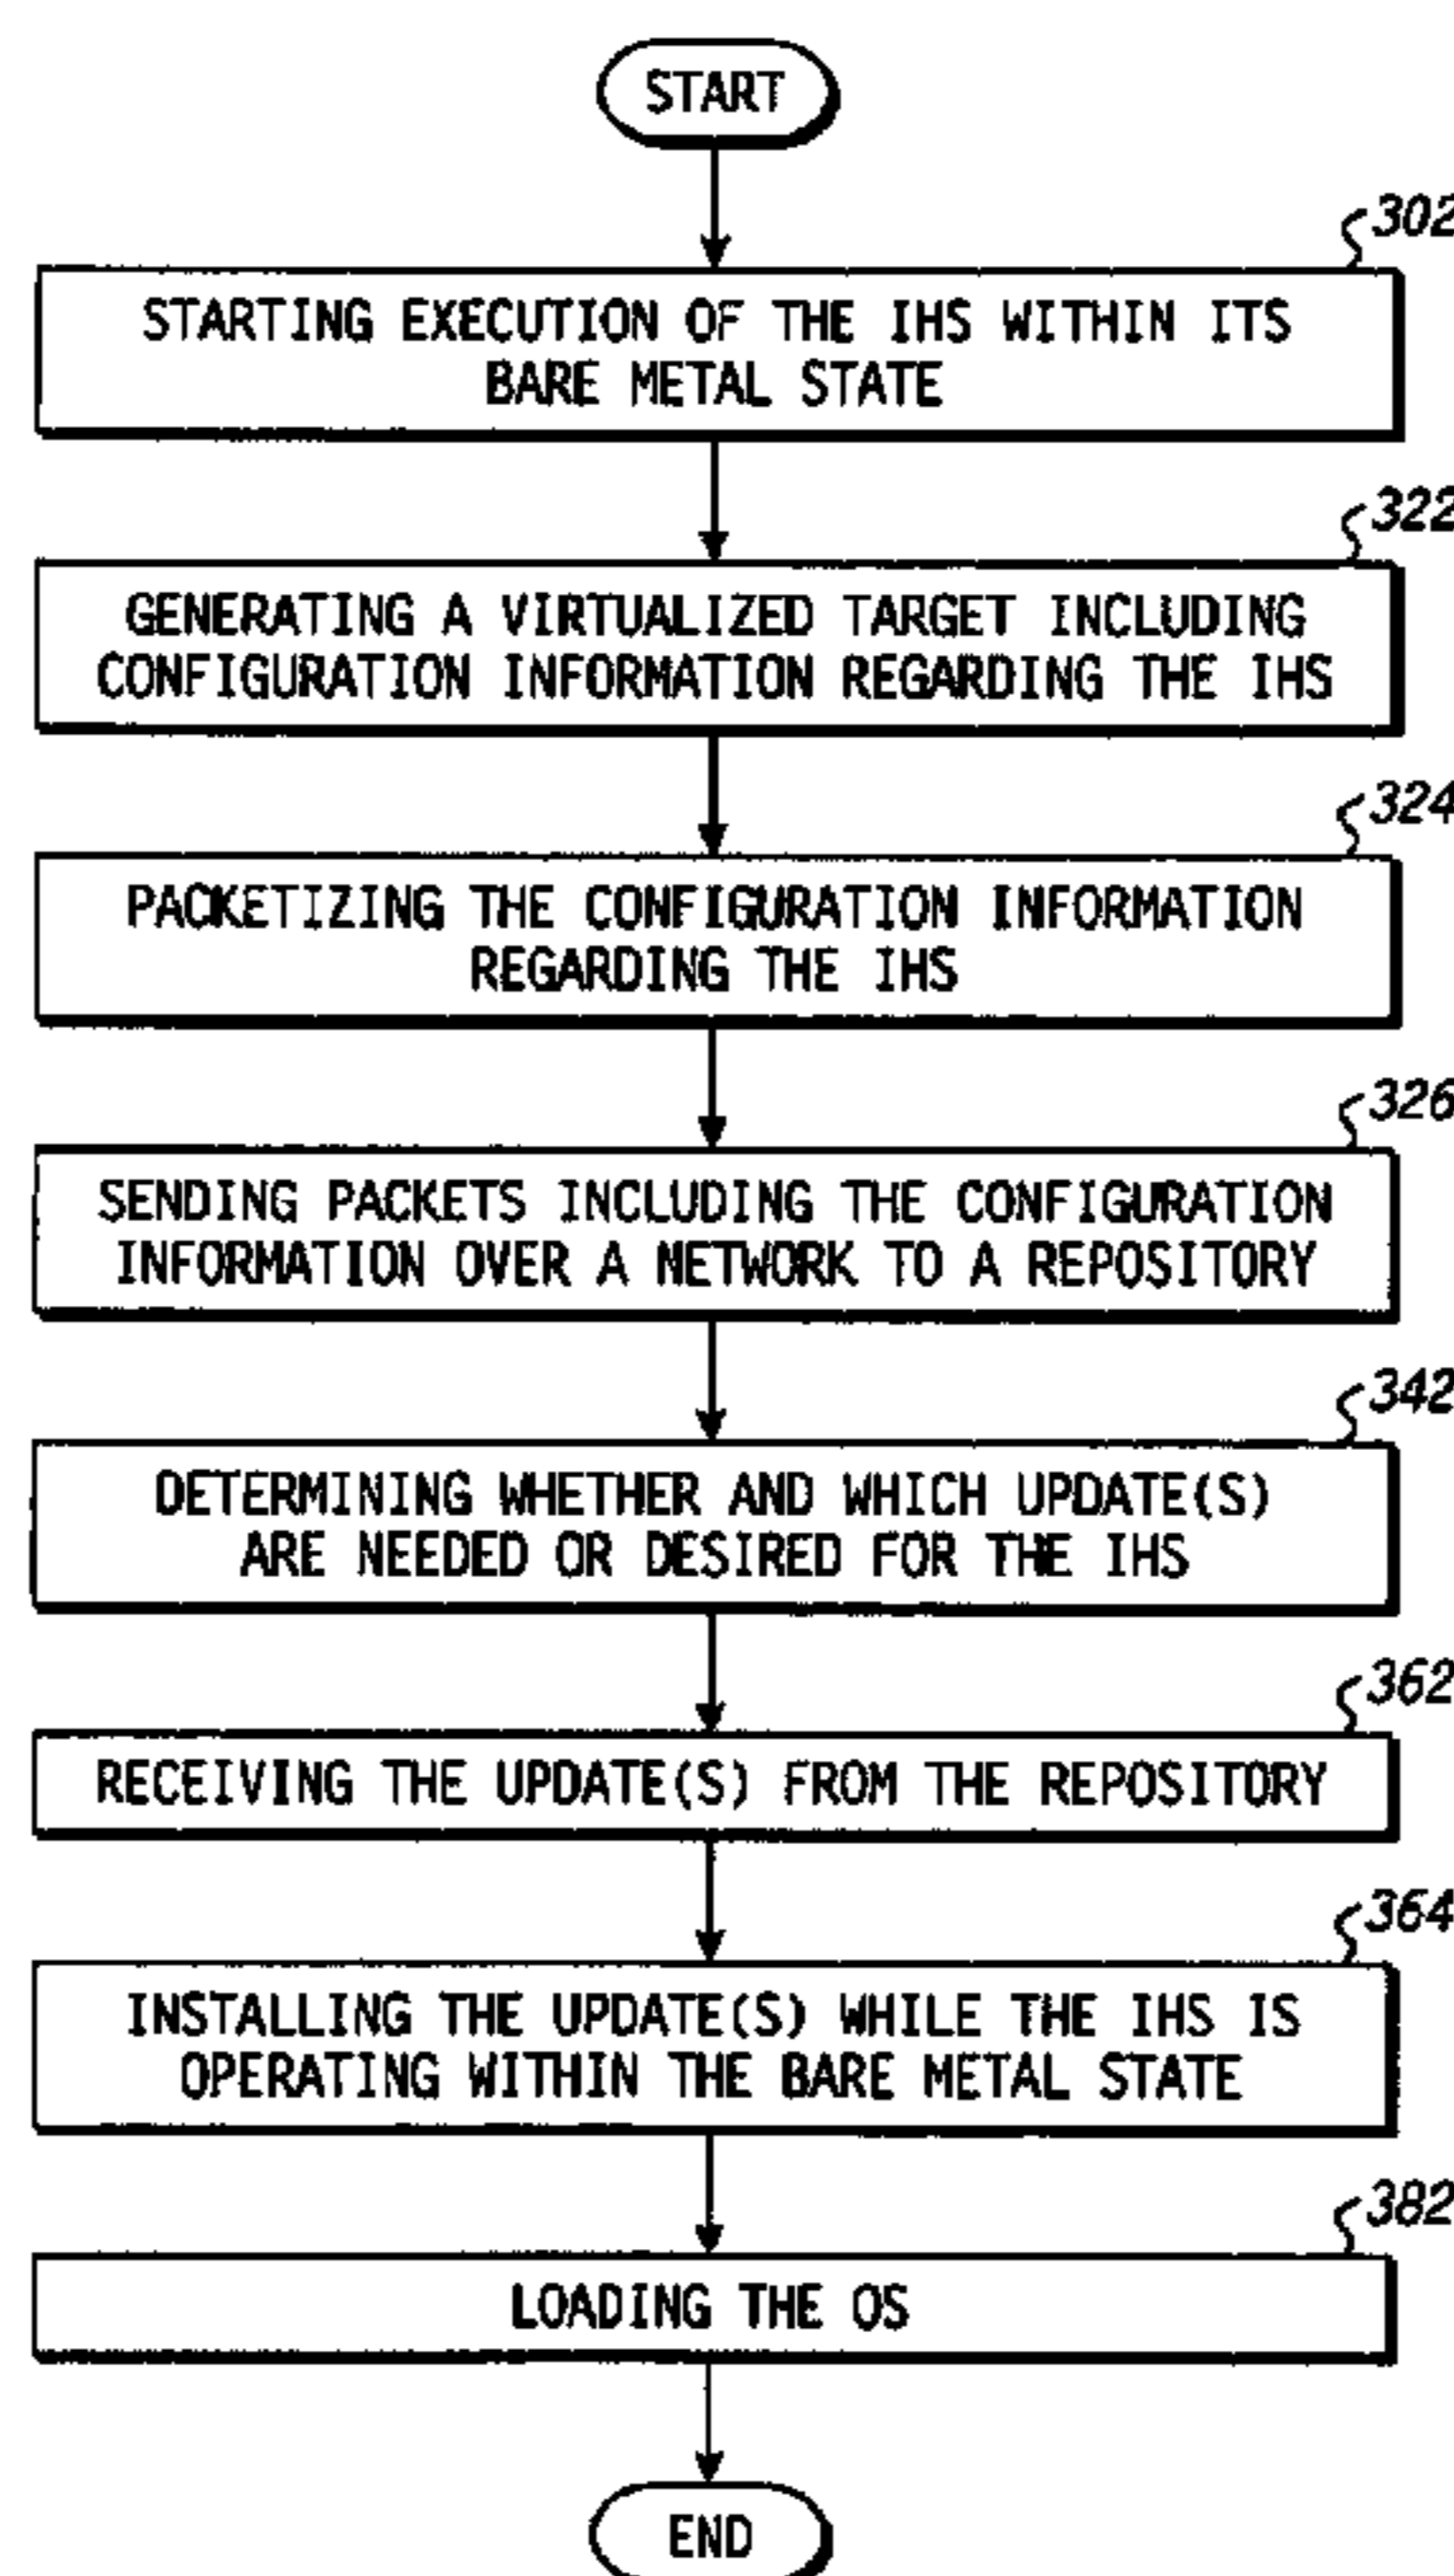 START
302
STARTING EXECUTION OF THE IHS WITHIN ITS
BARE METAL STATE
322
GENERATING A VIRTUALIZED TARGET INCLUDING
CONFIGURATION INFORMATION REGARDING THE IHS
324
PACKETIZING THE CONFIGURATION INFORMATION
REGARDING THE IHS
326
SENDING PACKETS INCLUDING THE CONFIGURATION
INFORMATION OVER A NETWORK TO A REPOSITORY
342
DETERMINING WHETHER AND WHICH UPDATE(S)
ARE NEEDED OR DESIRED FOR THE IHS
362
RECEIVING THE UPDATE(S) FROM THE REPOSITORY
364
INSTALLING THE UPDATE(S) WHILE THE IHS IS
OPERATING WITHIN THE BARE METAL STATE
382
LOADING THE OS
END